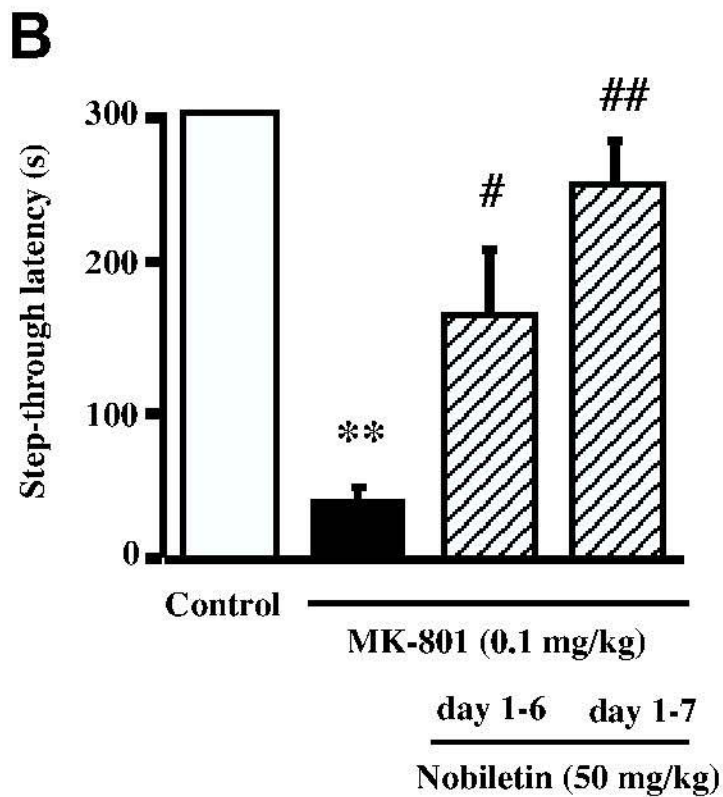 B
Step-through latency (s)
300
200
100
0
**
#
##
Control
MK-801 (0.1 mg/kg)
day 1-6
day 1-7
Nobiletin (50 mg/kg)